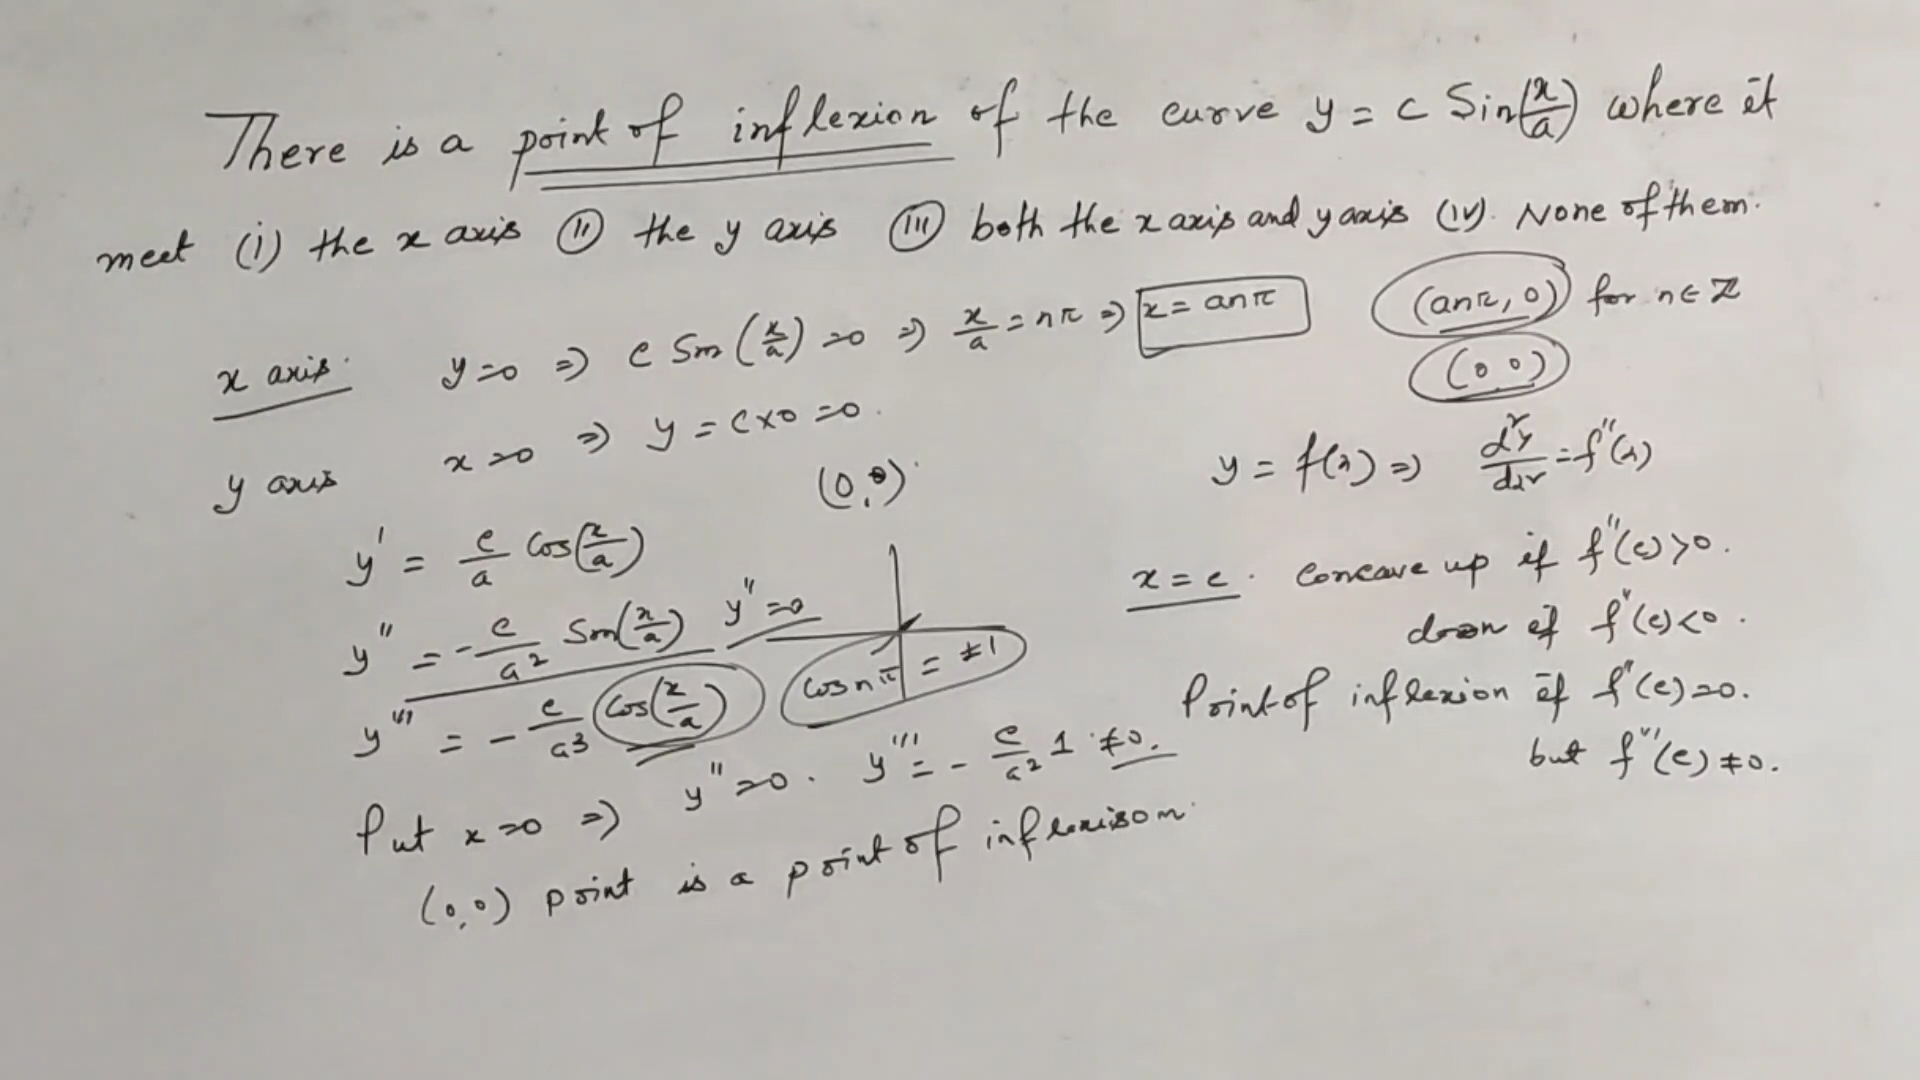 There is a point of inflexion of the curve y = c Sin(x/a) where it
meet (i) the x axis (ii) the y axis (iii) both the x axis and y axis (iv) None of them.
x axis. y=0 ⇒ c Sin(x/a) = 0 ⇒ x/a = nπ ⇒ x = anπ (anπ, 0) for n∈Z
(0,0)
y axis x=0 ⇒ y = c×0 = 0.
(0,0)
y = f(x) ⇒ d²y/dx² = f''(x)
y' = c/a Cos(x/a)
x = c. Concave up if f''(c)>0.
y'' = -c/a² Sin(x/a) y''=0
down if f''(c)<0.
y''' = -c/a³ Cos(x/a) Cos nπ = ±1
Point of inflexion if f''(c)=0.
but f'''(c)≠0.
Put x=0 ⇒ y''=0. y''' = -c/a² 1 ≠0.
(0,0) point is a point of inflexison.